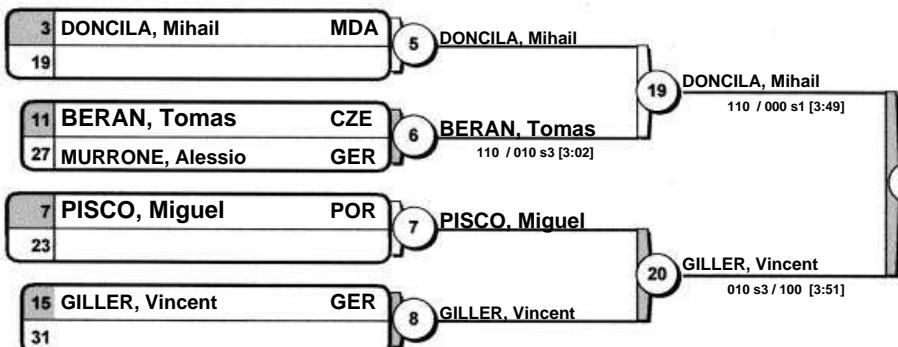 3 DONCILA, Mihail MDA
19
5
DONCILA, Mihail
11 BERAN, Tomas CZE
27 MURRONE, Alessio GER
6
BERAN, Tomas
110 / 010 s3 [3:02]
19
DONCILA, Mihail
110 / 000 s1 [3:49]
7 PISCO, Miguel POR
23
7
PISCO, Miguel
15 GILLER, Vincent GER
31
8
GILLER, Vincent
20
GILLER, Vincent
010 s3 / 100 [3:51]